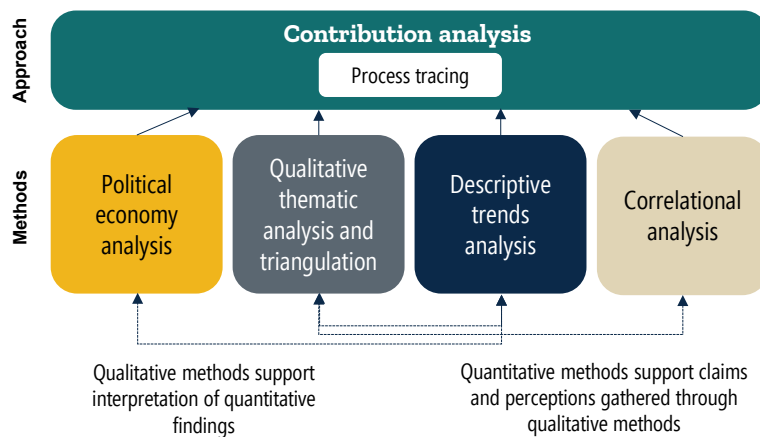 Approach
Contribution analysis
Process tracing
Methods
Political
economy
analysis
Qualitative
thematic
analysis and
triangulation
Descriptive
trends
analysis
Correlational
analysis
Qualitative methods support
interpretation of quantitative
findings
Quantitative methods support claims
and perceptions gathered through
qualitative methods